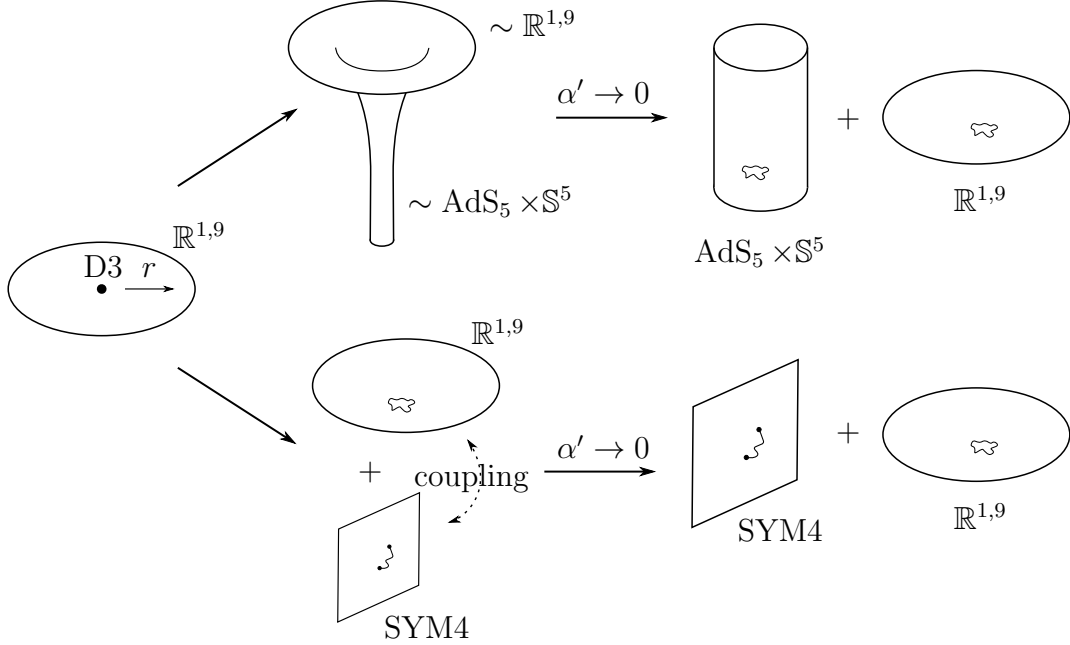 ∼ ℝ^{1,9}
α′ → 0
+
ℝ^{1,9}
∼ AdS₅ × 𝕊⁵
AdS₅ × 𝕊⁵
ℝ^{1,9}
D3
r
ℝ^{1,9}
+
coupling
α′ → 0
+
SYM4
ℝ^{1,9}
SYM4